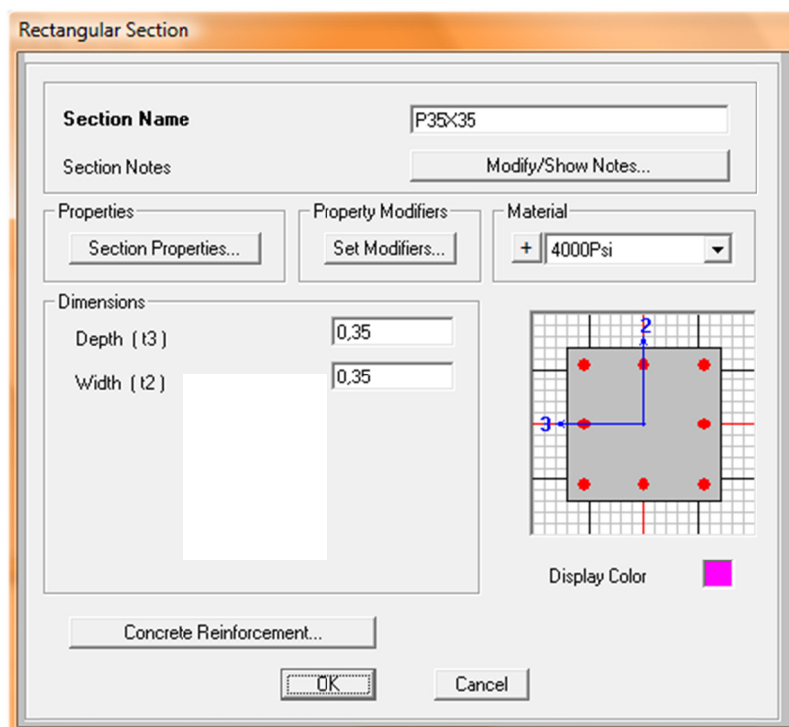 Rectangular Section
Section Name
P35X35
Section Notes
Modify/Show Notes...
Properties
Section Properties...
Property Modifiers
Set Modifiers...
Material
+ 4000Psi
Dimensions
Depth ( t3 )
0,35
Width ( t2 )
0,35
2
3
Display Color
Concrete Reinforcement...
OK
Cancel